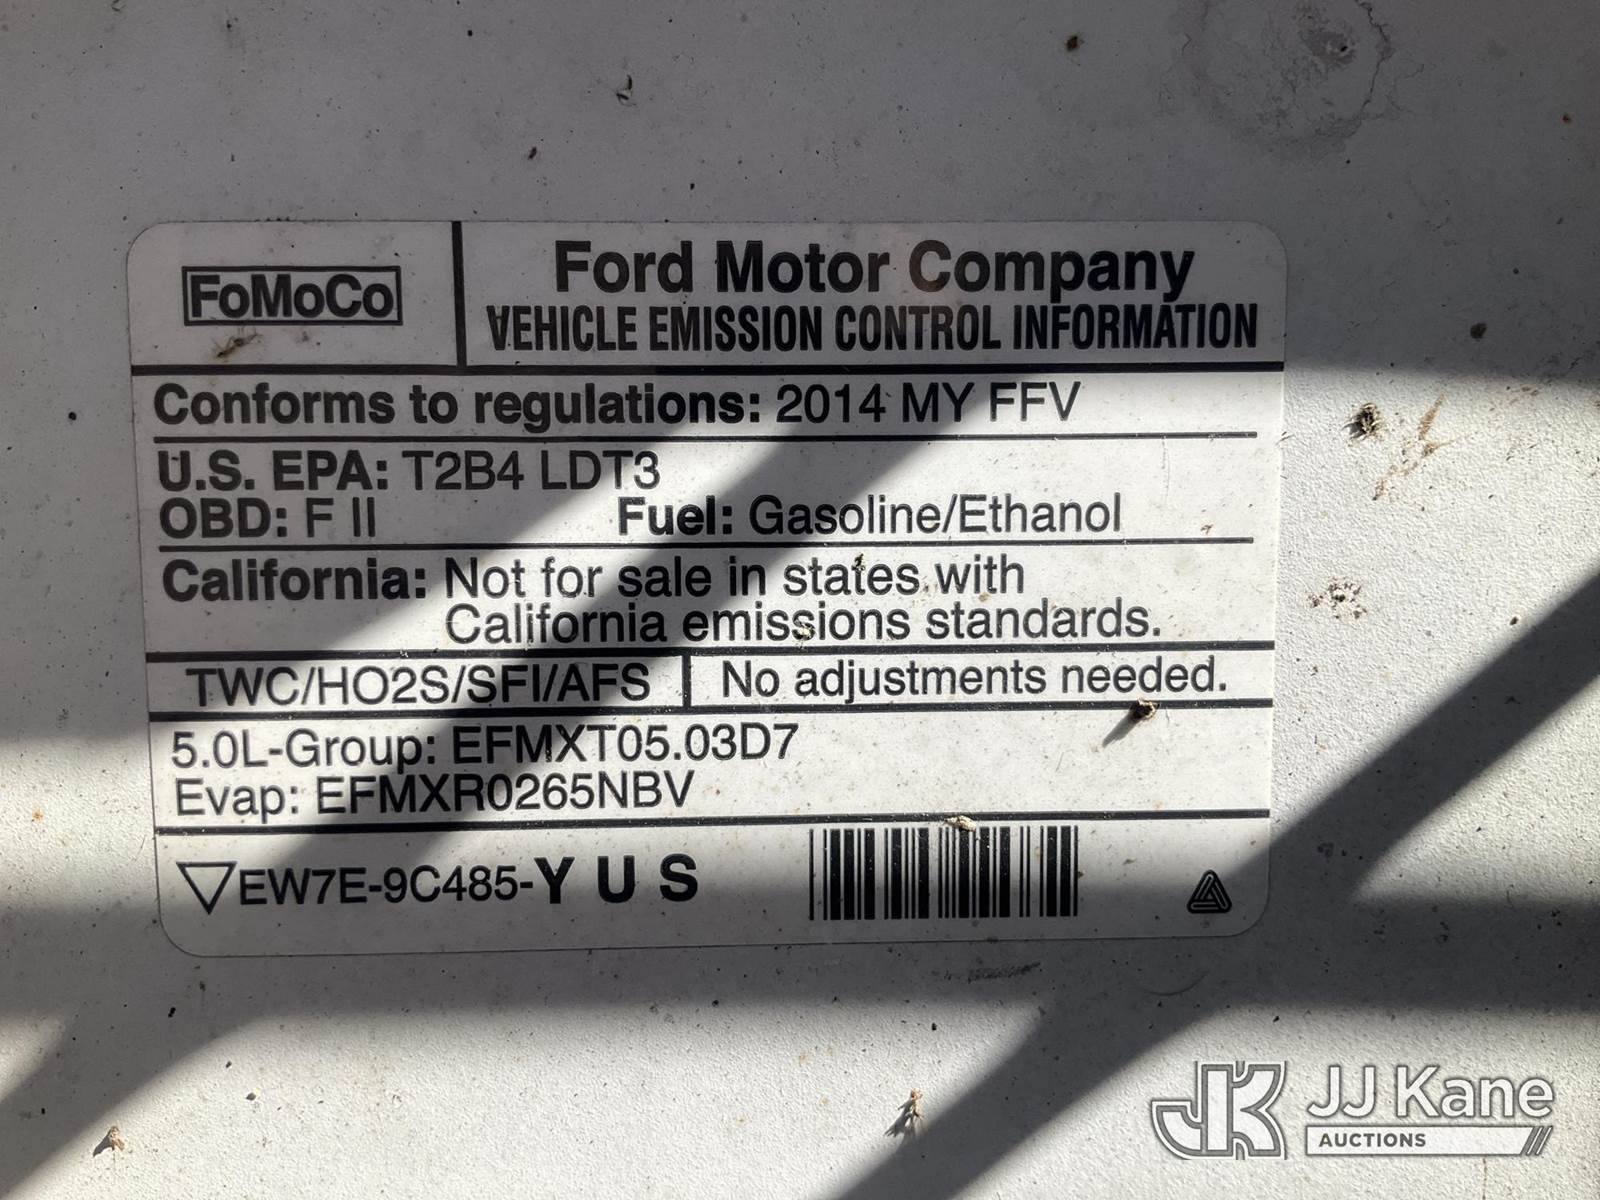 FoMoCo
Ford Motor Company
VEHICLE EMISSION CONTROL INFORMATION
Conforms to regulations: 2014 MY FFV
U.S. EPA: T2B4 LDT3
OBD: F II Fuel: Gasoline/Ethanol
California: Not for sale in states with
California emissions standards.
TWC/HO2S/SFI/AFS No adjustments needed.
5.0L-Group: EFMXT05.03D7
Evap: EFMXR0265NBV
EW7E-9C485-Y U S
JK JJ Kane
AUCTIONS